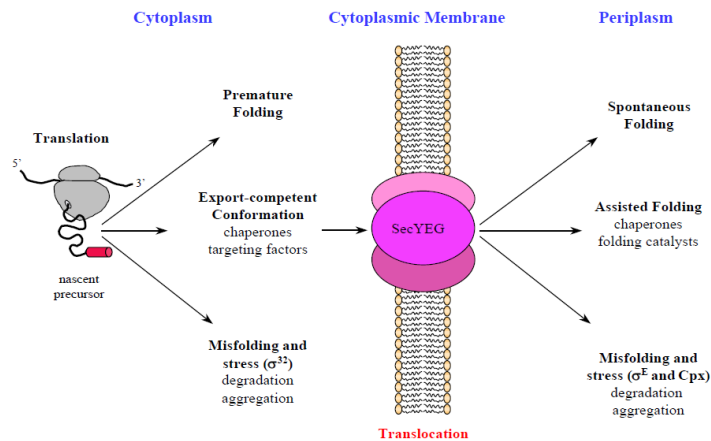 Cytoplasm
Cytoplasmic Membrane
Periplasm
Premature
Folding
Spontaneous
Folding
Translation
5'
3'
Export-competent
Conformation
chaperones
targeting factors
SecYEG
Assisted Folding
chaperones
folding catalysts
nascent
precursor
Misfolding and
stress (σ³²)
degradation
aggregation
Misfolding and
stress (σᴱ and Cpx)
degradation
aggregation
Translocation